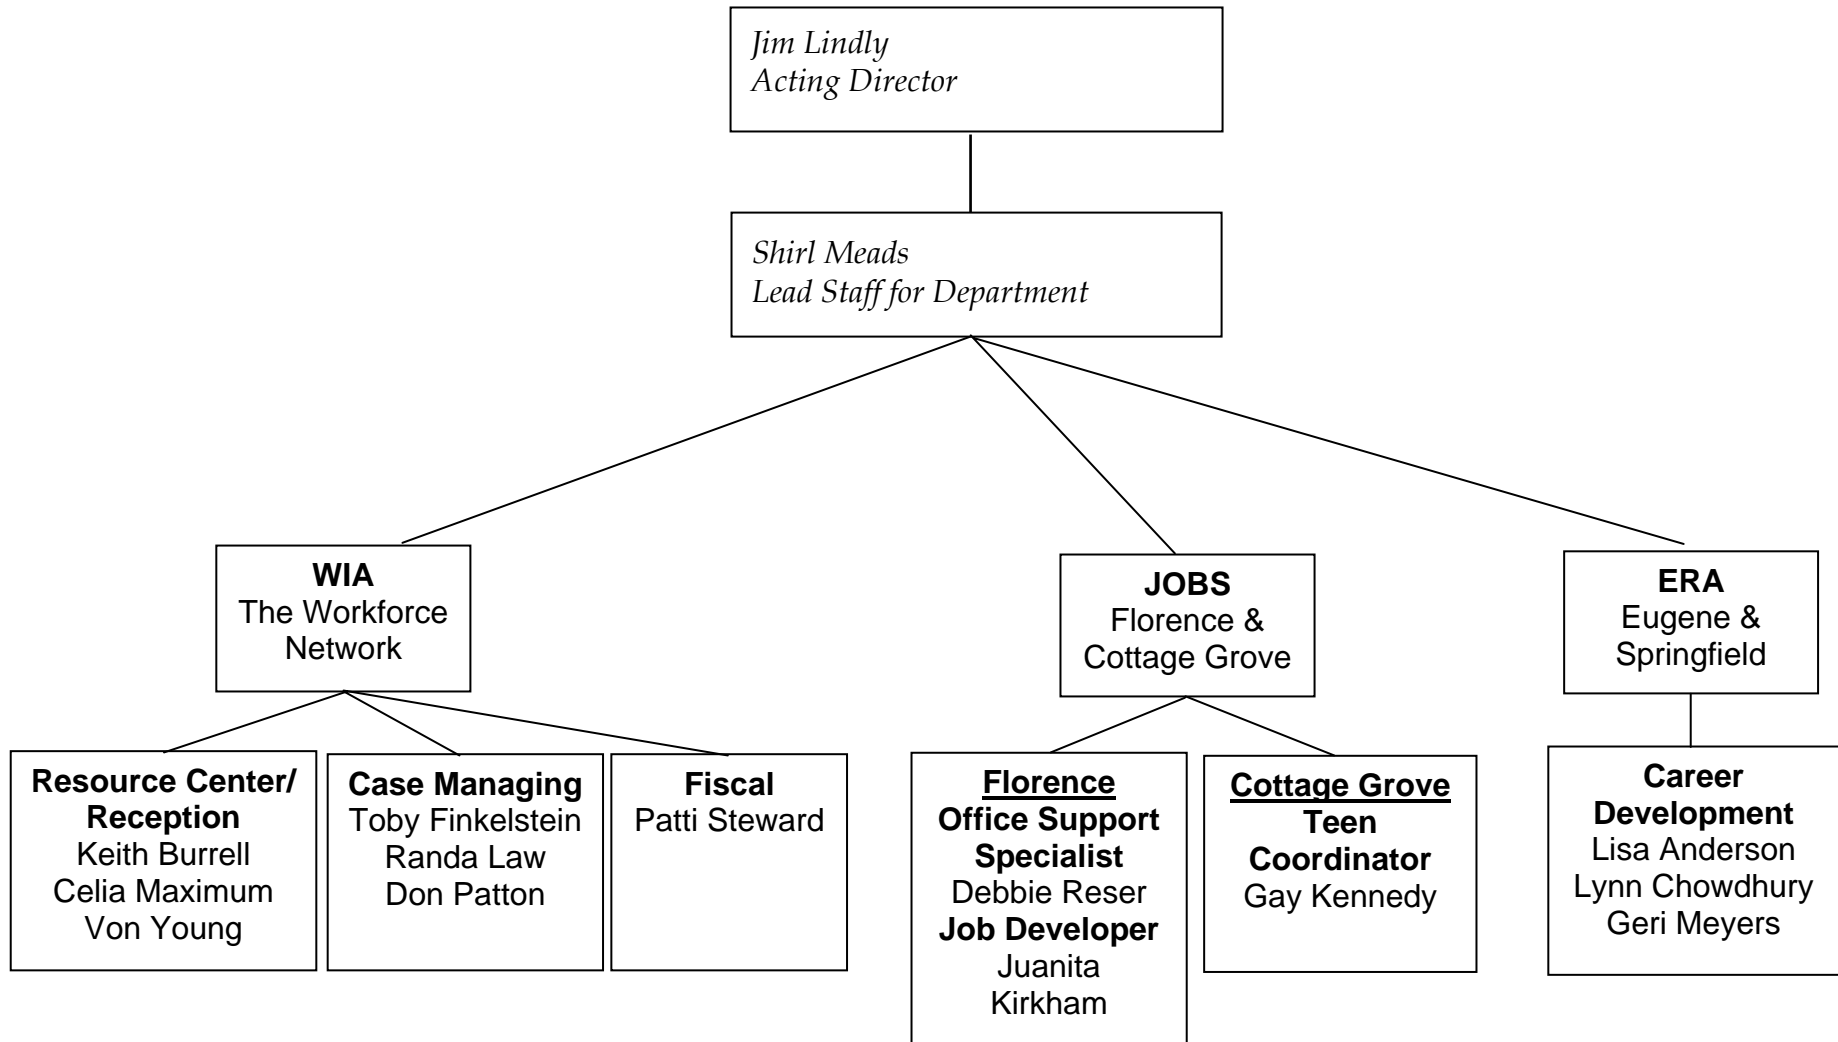 Jim Lindly
Acting Director
Shirl Meads
Lead Staff for Department
WIA
The Workforce
Network
JOBS
Florence &
Cottage Grove
ERA
Eugene &
Springfield
Resource Center/
Reception
Keith Burrell
Celia Maximum
Von Young
Case Managing
Toby Finkelstein
Randa Law
Don Patton
Fiscal
Patti Steward
Florence
Office Support
Specialist
Debbie Reser
Job Developer
Juanita
Kirkham
Cottage Grove
Teen
Coordinator
Gay Kennedy
Career
Development
Lisa Anderson
Lynn Chowdhury
Geri Meyers